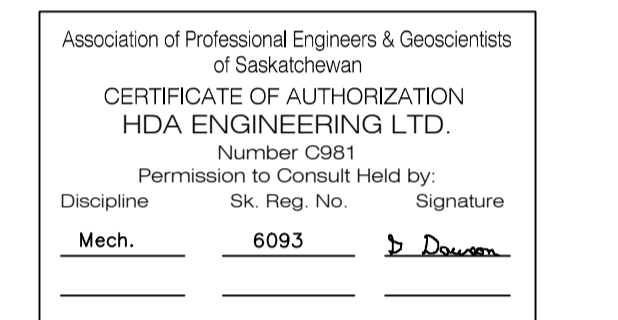 Association of Professional Engineers & Geoscientists
of Saskatchewan
CERTIFICATE OF AUTHORIZATION
HDA ENGINEERING LTD.
Number C981
Permission to Consult Held by:
Discipline Sk. Reg. No. Signature
Mech. 6093 D Dawson